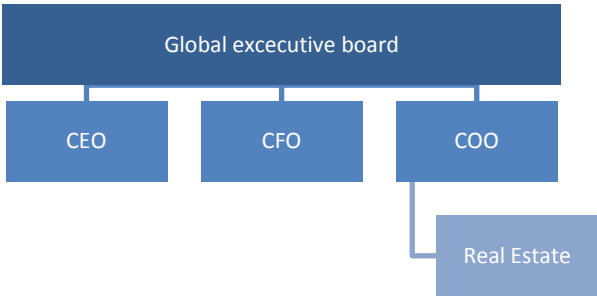 Global excecutive board
CEO
CFO
COO
Real Estate